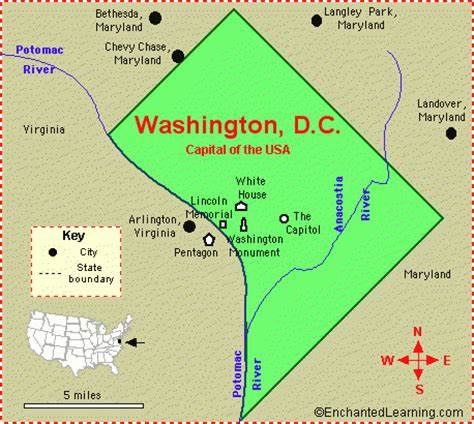 Bethesda,
Maryland
Langley Park,
Maryland
Chevy Chase,
Maryland
Potomac
River
Landover,
Maryland
Virginia
Washington, D.C.
Capital of the USA
White
House
Lincoln
Memorial
The
Capitol
Anacostia
River
Arlington,
Virginia
Washington
Monument
Pentagon
Maryland
Key
City
State
boundary
Potomac
River
N
W
E
S
5 miles
©EnchantedLearning.com